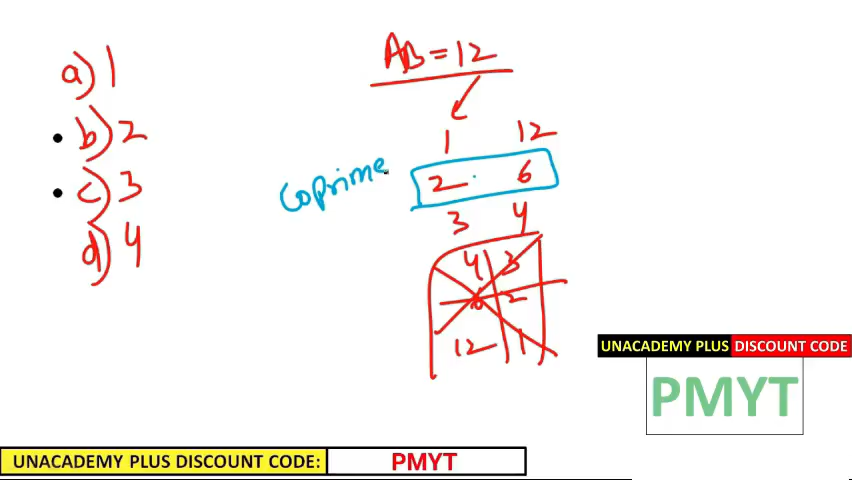 a) 1
b) 2
c) 3
d) 4
AB = 12
1 12
coprime
2 6
3 4
4 3
6 2
12 1
UNACADEMY PLUS DISCOUNT CODE
PMYT
UNACADEMY PLUS DISCOUNT CODE: PMYT